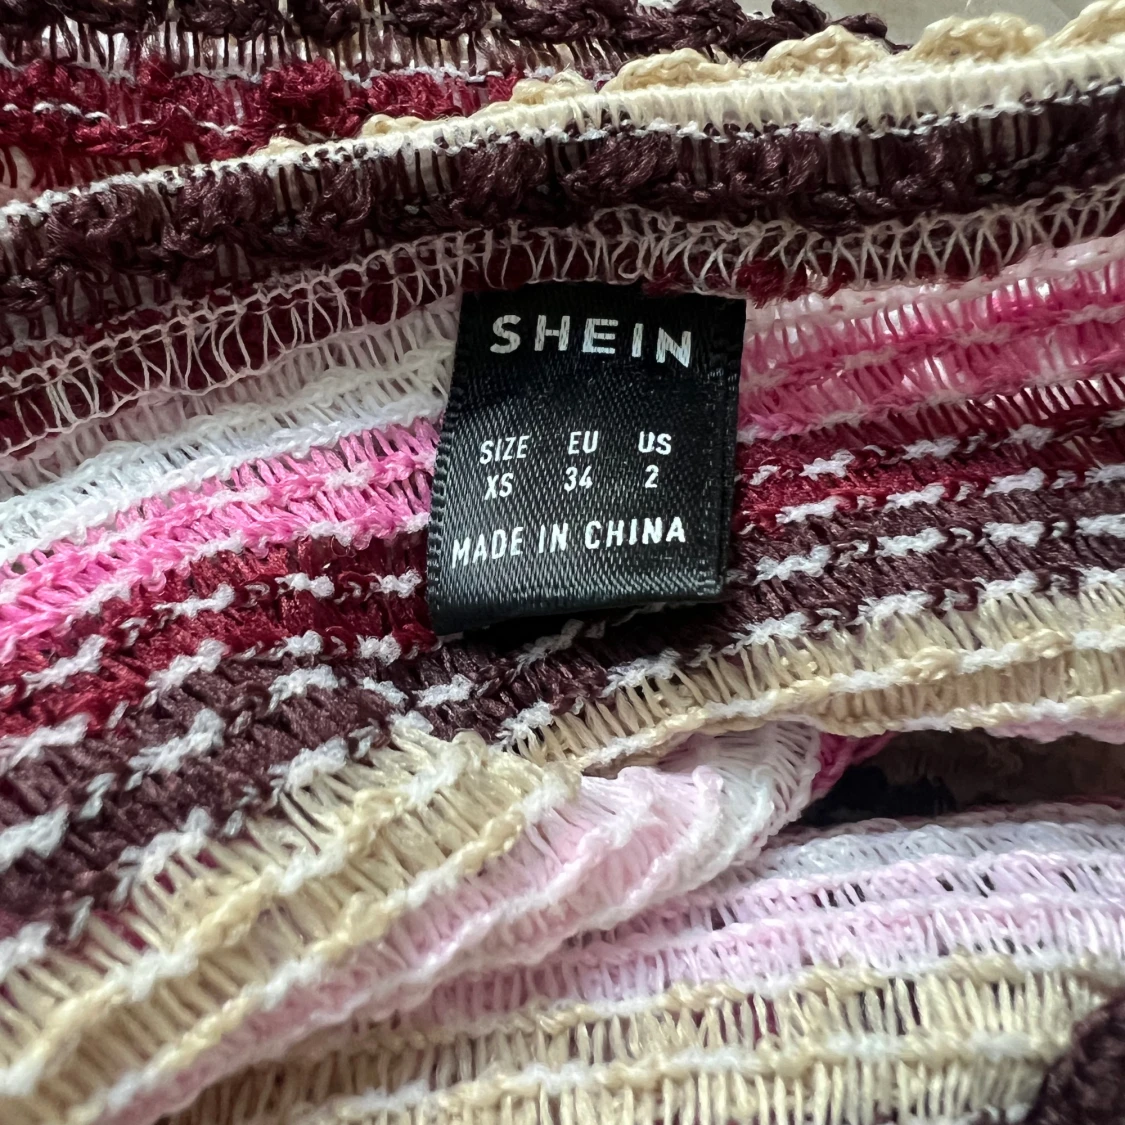 SHEIN
SIZE EU US
XS 34 2
MADE IN CHINA